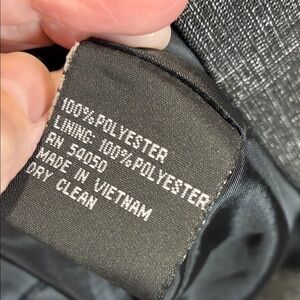 100% POLYESTER
LINING: 100% POLYESTER
RN 54050
MADE IN VIETNAM
DRY CLEAN